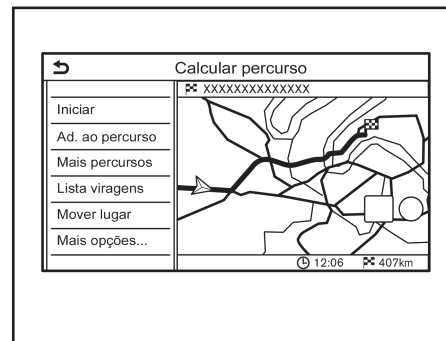 Calcular percurso
XXXXXXXXXXXXXX
Iniciar
Ad. ao percurso
Mais percursos
Lista viragens
Mover lugar
Mais opções...
12:06
407km